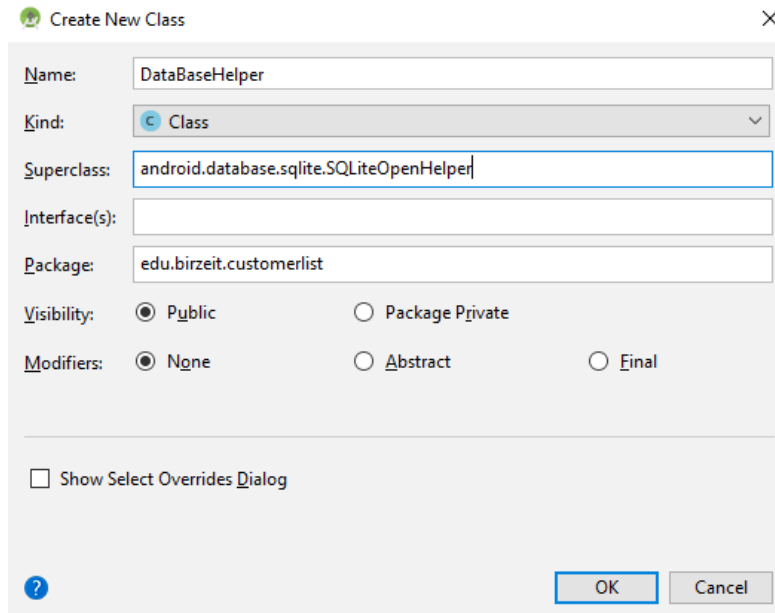 Create New Class
Name: DataBaseHelper
Kind: C Class
Superclass: android.database.sqlite.SQLiteOpenHelper
Interface(s):
Package: edu.birzeit.customerlist
Visibility: Public Package Private
Modifiers: None Abstract Final
Show Select Overrides Dialog
? OK Cancel